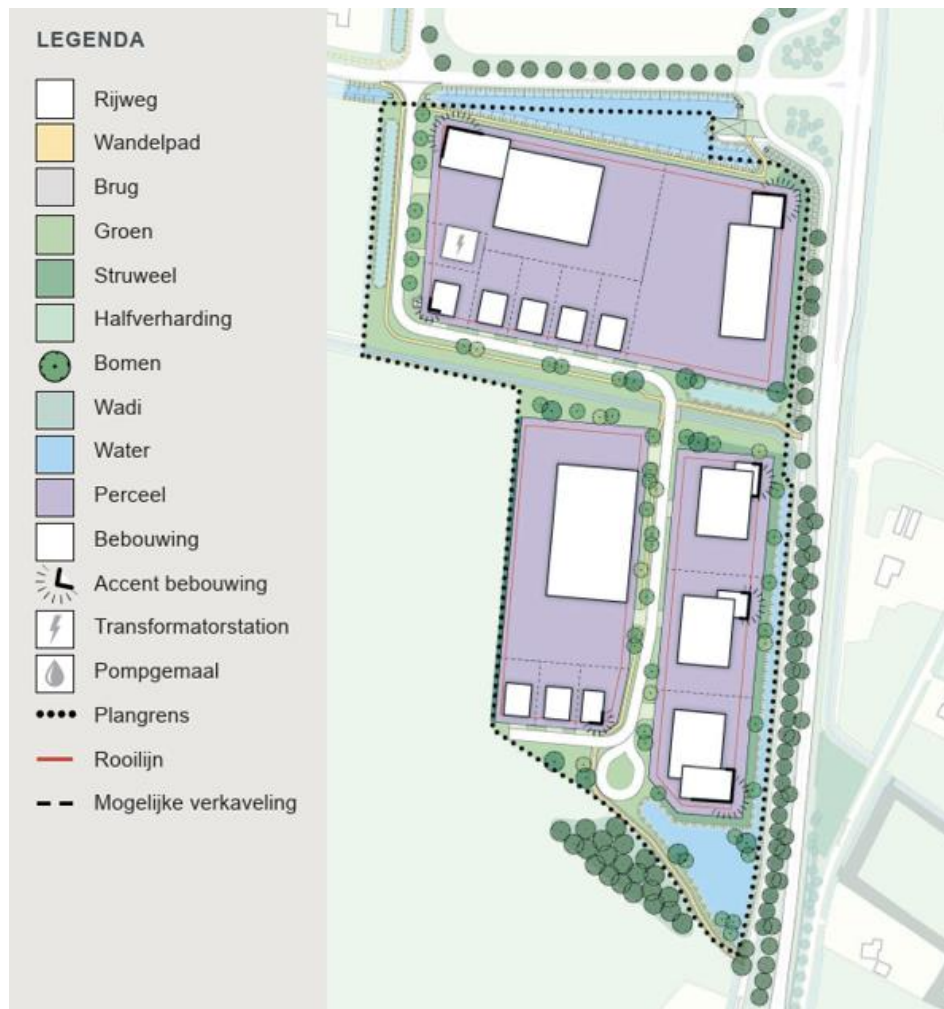 LEGENDA
Rijweg
Wandelpad
Brug
Groen
Struweel
Halfverharding
Bomen
Wadi
Water
Perceel
Bebouwing
Accent bebouwing
Transformatorstation
Pompgemaal
Plangrens
Rooilijn
Mogelijke verkaveling